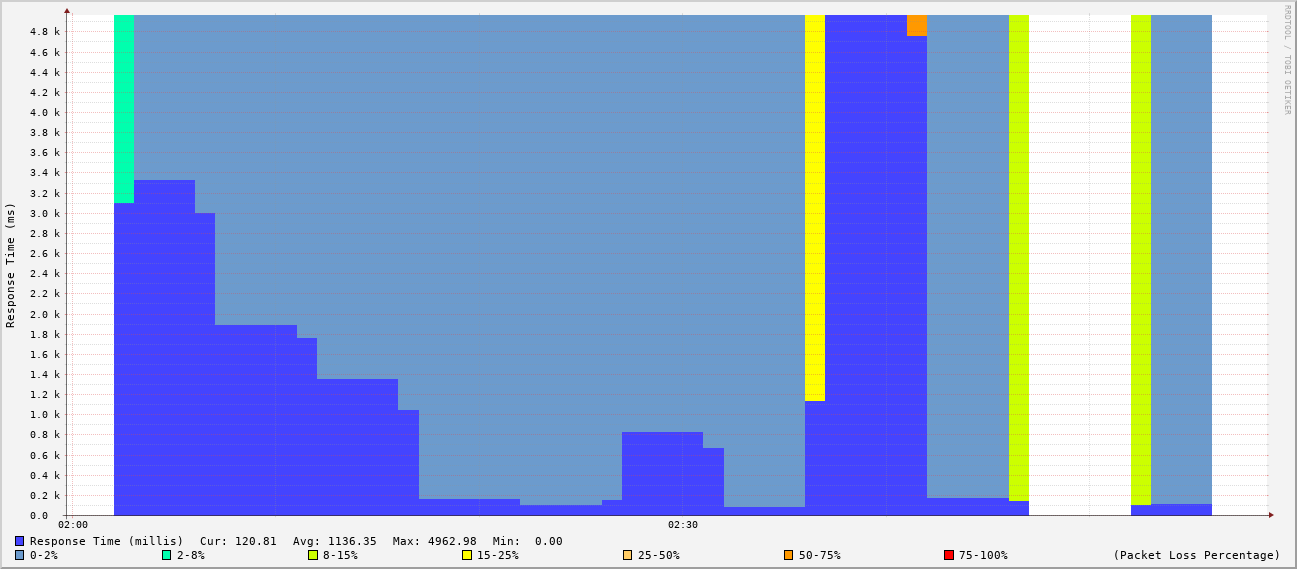 RRDTOOL / TOBI OETIKER
Response Time (ms)
4.8 k
4.6 k
4.4 k
4.2 k
4.0 k
3.8 k
3.6 k
3.4 k
3.2 k
3.0 k
2.8 k
2.6 k
2.4 k
2.2 k
2.0 k
1.8 k
1.6 k
1.4 k
1.2 k
1.0 k
0.8 k
0.6 k
0.4 k
0.2 k
0.0
02:00 02:30
Response Time (millis) Cur: 120.81 Avg: 1136.35 Max: 4962.98 Min: 0.00
0-2% 2-8% 8-15% 15-25% 25-50% 50-75% 75-100% (Packet Loss Percentage)